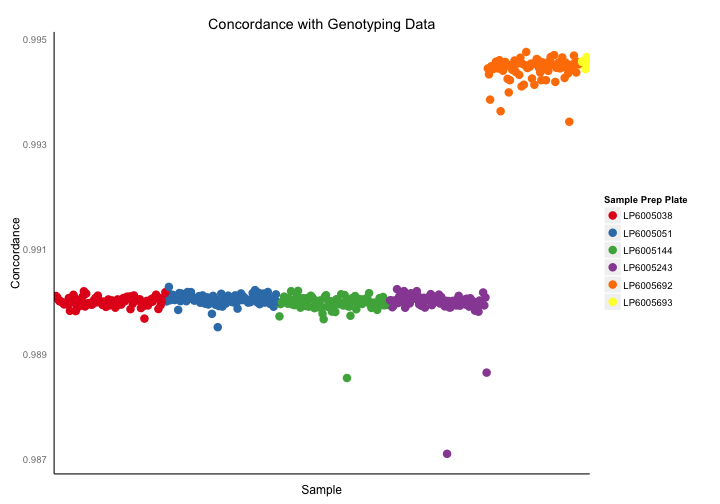 Concordance with Genotyping Data
0.995
0.993
0.991
0.989
0.987
Concordance
Sample
Sample Prep Plate
LP6005038
LP6005051
LP6005144
LP6005243
LP6005692
LP6005693